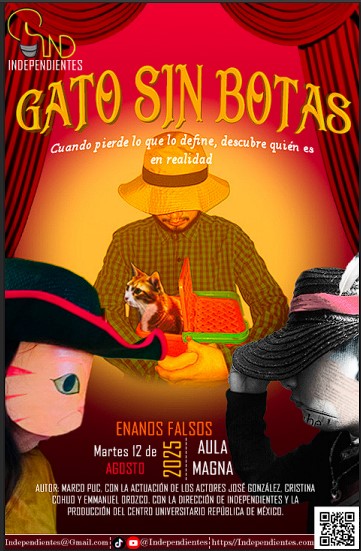 IND
INDEPENDIENTES
GATO SIN BOTAS
Cuando pierde lo que lo define, descubre quién es
en realidad
ENANOS FALSOS
Martes 12 de
AGOSTO
2025
AULA
MAGNA
AUTOR: MARCO PUC. CON LA ACTUACIÓN DE LOS ACTORES JOSÉ GONZÁLEZ, CRISTINA
COHUO Y EMMANUEL OROZCO. CON LA DIRECCIÓN DE INDEPENDIENTES Y LA
PRODUCCIÓN DEL CENTRO UNIVERSITARIO REPÚBLICA DE MÉXICO.
Independientes@Gmail.com @Independientes https//Independientes.com